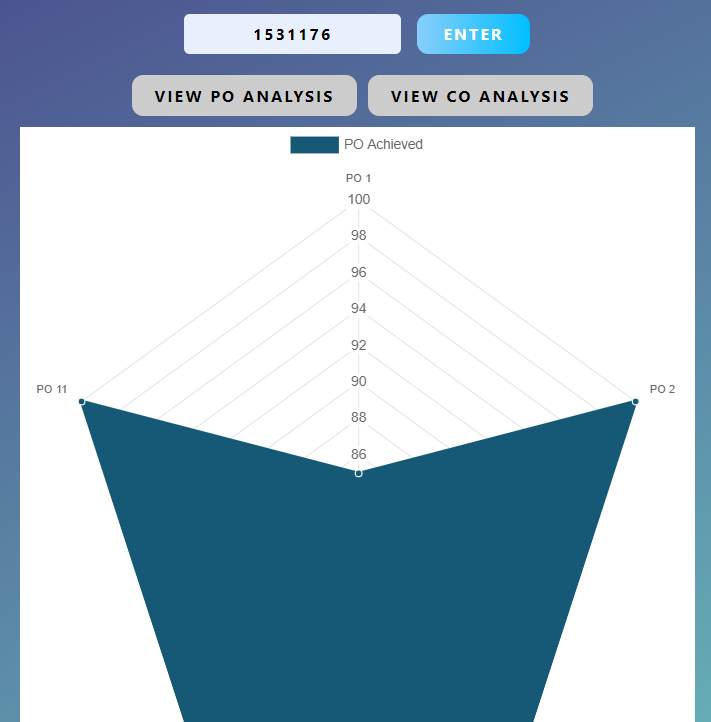 1531176 ENTER
VIEW PO ANALYSIS VIEW CO ANALYSIS
PO Achieved
PO 1
100
98
96
94
92
90
88
86
PO 11
PO 2